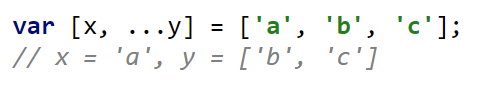 var [x, ...y] = ['a', 'b', 'c'];
// x = 'a', y = ['b', 'c']